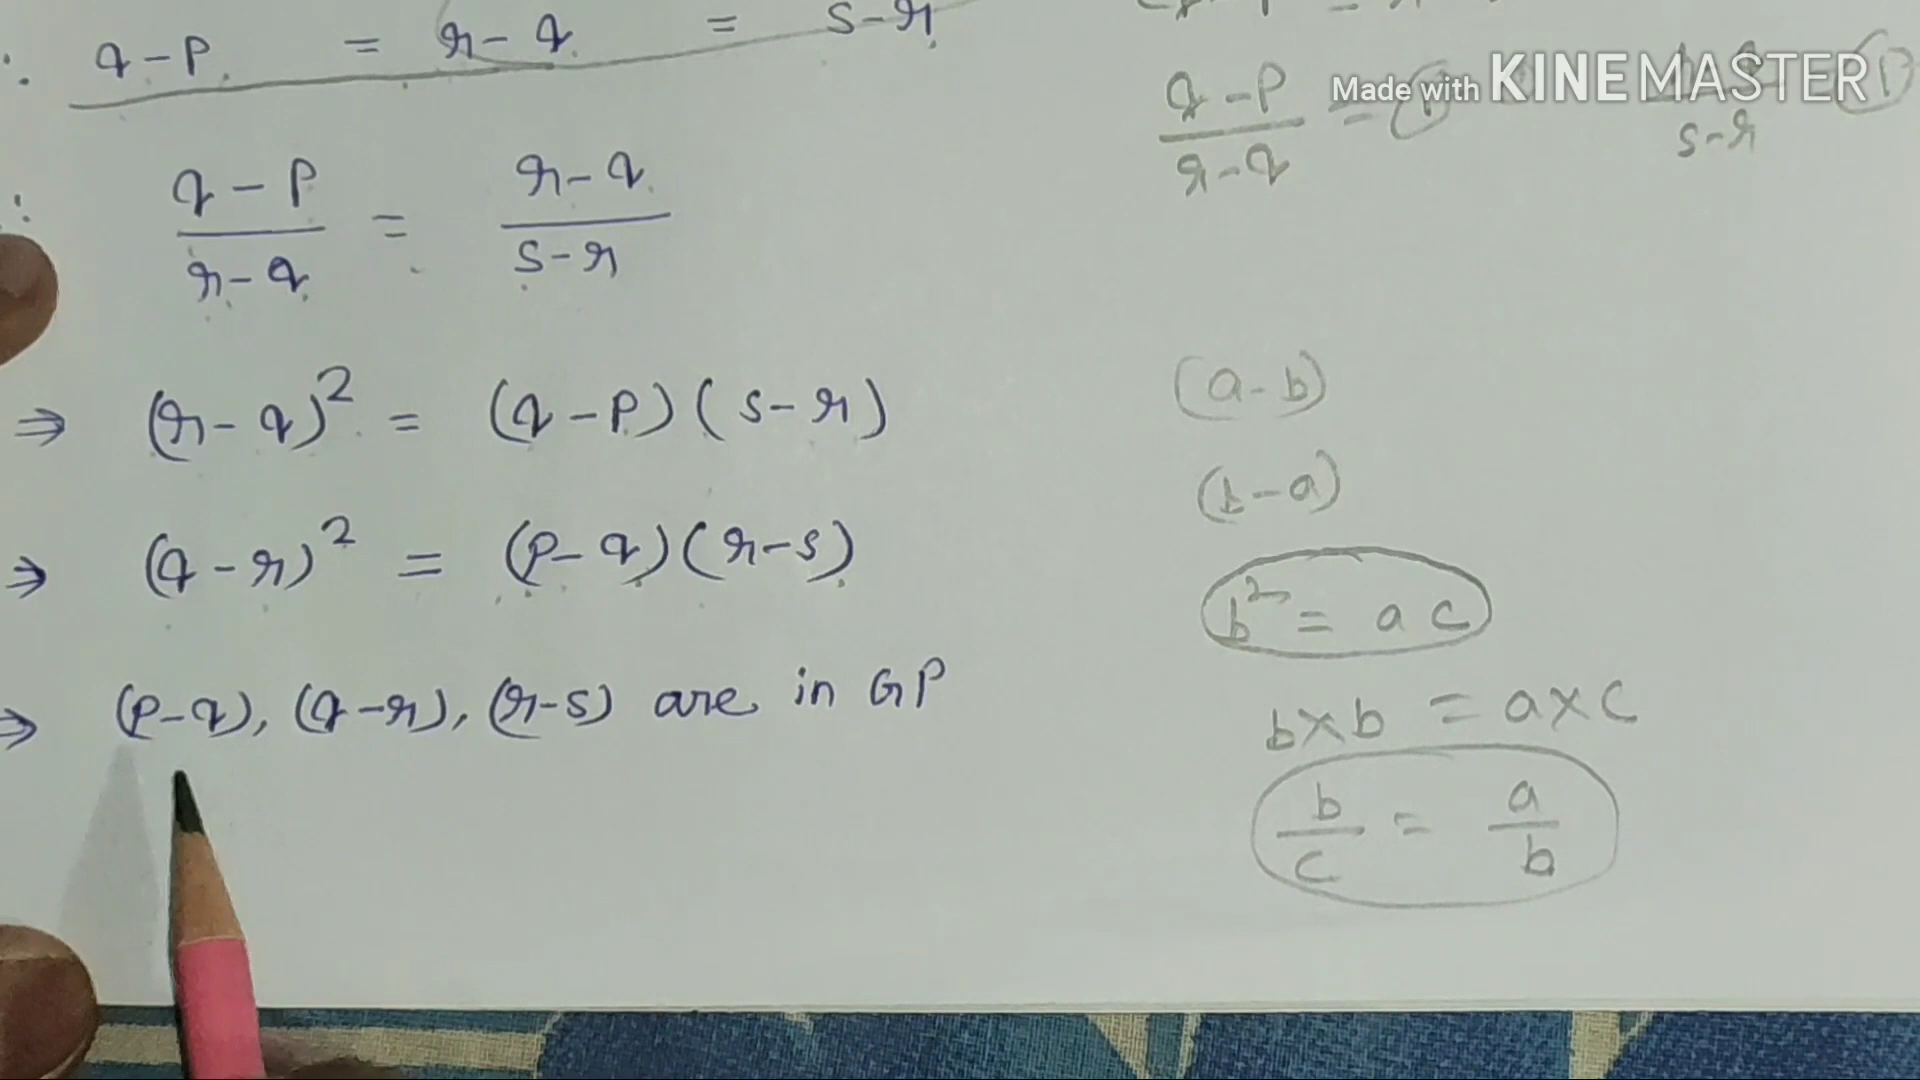 ∴ q-p = r-q = s-r
Made with KINEMASTER
q-p / r-q =
s-r
∴ q-p / r-q = r-q / s-r
⇒ (r-q)² = (q-p)(s-r)
(a-b)
(b-a)
⇒ (q-r)² = (p-q)(r-s)
b² = ac
⇒ (p-q), (q-r), (r-s) are in GP
b×b = a×c
b / c = a / b